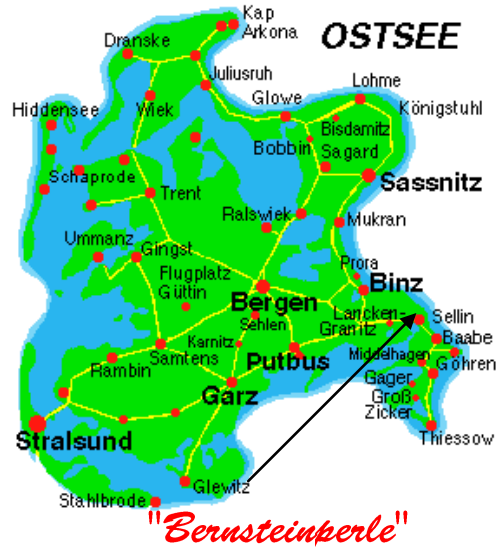 Kap
Arkona
OSTSEE
Dranske
Juliusruh
Lohme
Glowe
Königstuhl
Hiddensee
Wiek
Bisdamitz
Bobbin
Sagard
Schaprode
Sassnitz
Trent
Ralswiek
Mukran
Ummanz
Gingst
Prora
Flugplatz
Güttin
Binz
Bergen
Lancken-
Granitz
Sellin
Sehlen
Baabe
Karnitz
Samtens
Putbus
Middelhagen
Göhren
Rambin
Garz
Gager
Groß
Zicker
Stralsund
Thiessow
Glewitz
Stahlbrode
"Bernsteinperle"